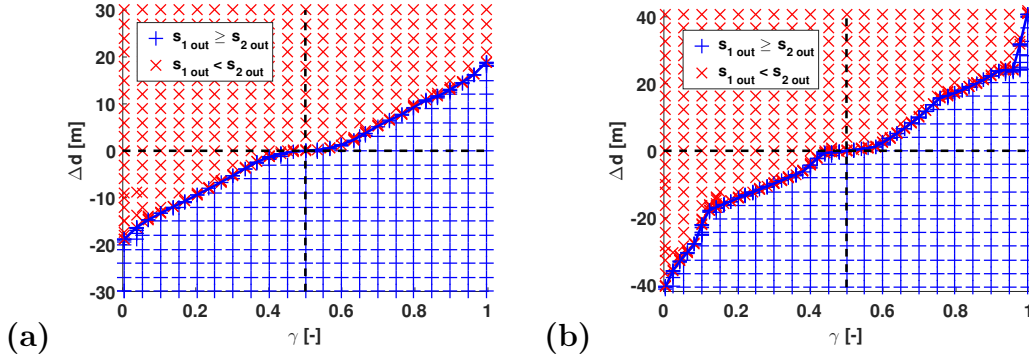 30
20
10
0
-10
-20
-30
Δd [m]
s1 out ≥ s2 out
s1 out < s2 out
0 0.2 0.4 0.6 0.8 1
γ [-]
(a)
40
20
0
-20
-40
Δd [m]
s1 out ≥ s2 out
s1 out < s2 out
0 0.2 0.4 0.6 0.8 1
γ [-]
(b)